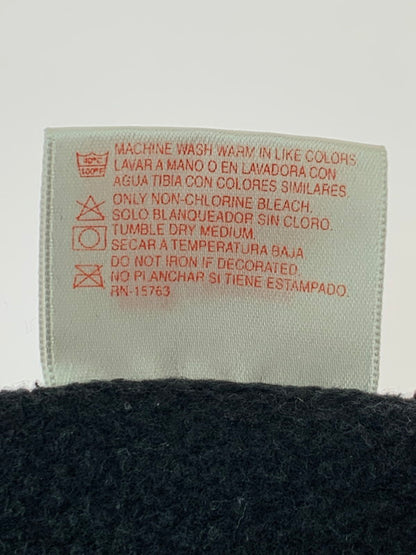 40°C
100°F
MACHINE WASH WARM IN LIKE COLORS
LAVAR A MANO O EN LAVADORA CON
AGUA TIBIA CON COLORES SIMILARES.
ONLY NON-CHLORINE BLEACH.
SOLO BLANQUEADOR SIN CLORO.
TUMBLE DRY MEDIUM.
SECAR A TEMPERATURA BAJA
DO NOT IRON IF DECORATED.
NO PLANCHAR SI TIENE ESTAMPADO.
RN-15763